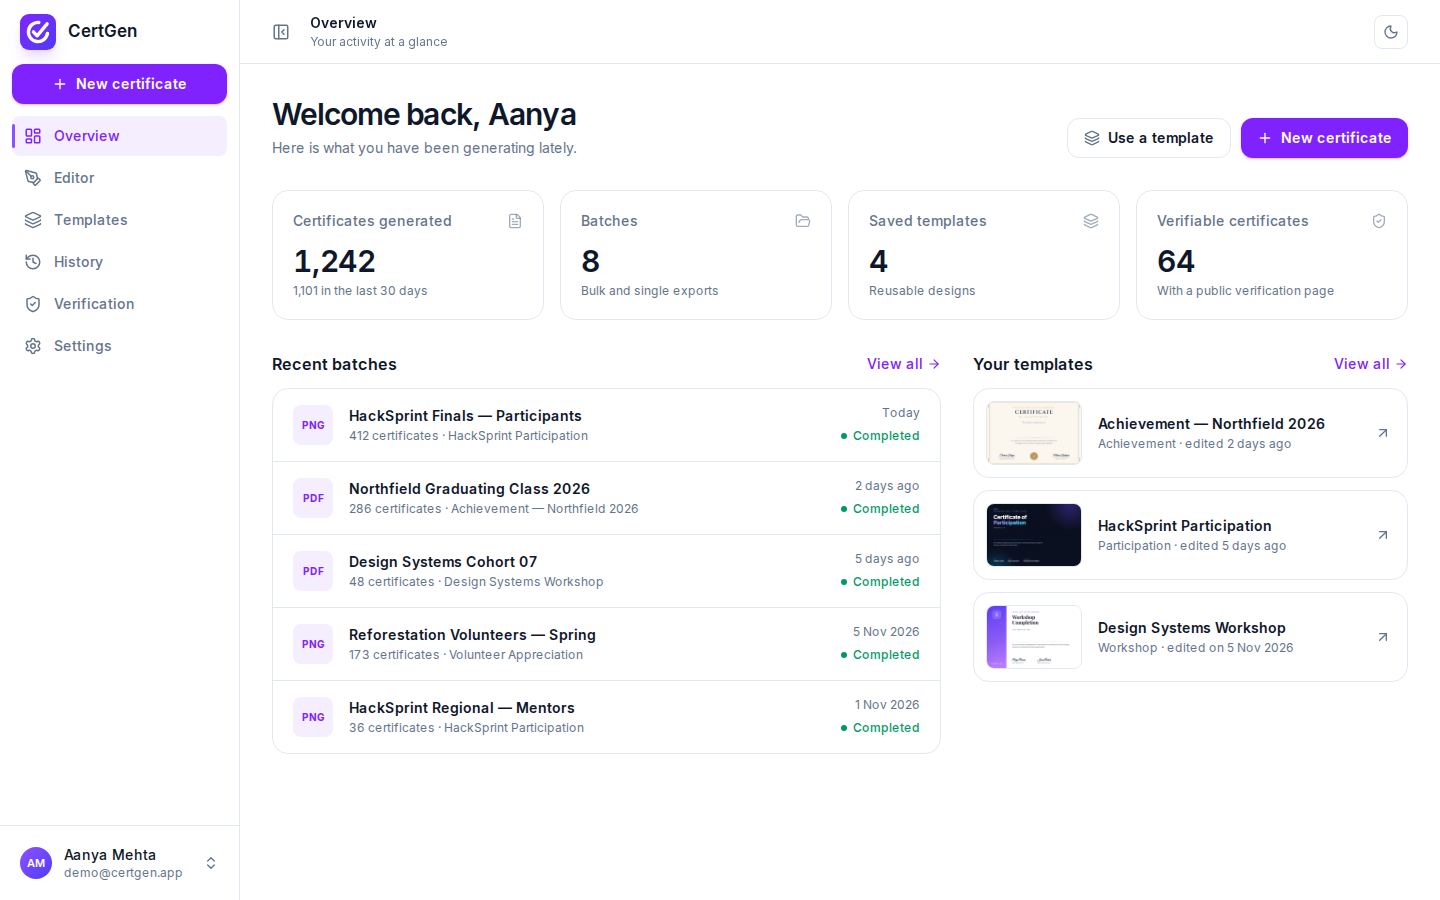 CertGen
New certificate
Overview
Editor
Templates
History
Verification
Settings
AM
Aanya Mehta
demo@certgen.app
Overview
Your activity at a glance
Welcome back, Aanya
Here is what you have been generating lately.
Use a template
New certificate
Certificates generated
1,242
1,101 in the last 30 days
Batches
8
Bulk and single exports
Saved templates
4
Reusable designs
Verifiable certificates
64
With a public verification page
Recent batches
View all
PNG
HackSprint Finals — Participants
412 certificates · HackSprint Participation
Today
Completed
PDF
Northfield Graduating Class 2026
286 certificates · Achievement — Northfield 2026
2 days ago
Completed
PDF
Design Systems Cohort 07
48 certificates · Design Systems Workshop
5 days ago
Completed
PNG
Reforestation Volunteers — Spring
173 certificates · Volunteer Appreciation
5 Nov 2026
Completed
PNG
HackSprint Regional — Mentors
36 certificates · HackSprint Participation
1 Nov 2026
Completed
Your templates
View all
CERTIFICATE
Achievement — Northfield 2026
Achievement · edited 2 days ago
Certificate of
Participation
HackSprint Participation
Participation · edited 5 days ago
Workshop
Completion
Design Systems Workshop
Workshop · edited on 5 Nov 2026